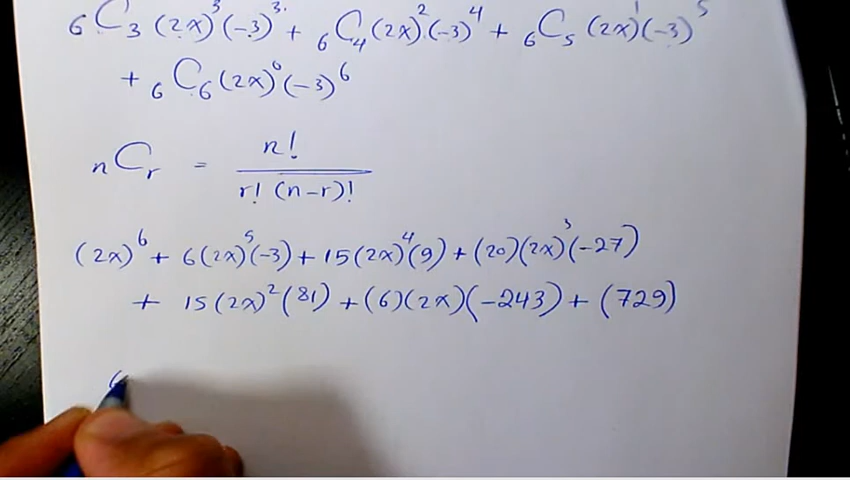 ₆C₃ (2x)³(-3)³ + ₆C₄(2x)²(-3)⁴ + ₆C₅ (2x)¹(-3)⁵
+ ₆C₆(2x)⁰(-3)⁶
ₙCᵣ = n! / r! (n-r)!
(2x)⁶ + 6(2x)⁵(-3) + 15(2x)⁴(9) + (20)(2x)³(-27)
+ 15(2x)²(81) + (6)(2x)(-243) + (729)
6